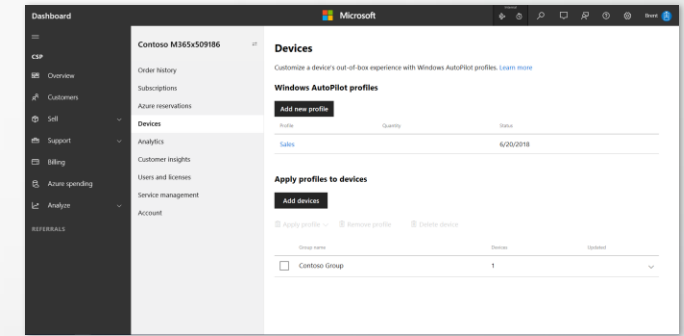 Dashboard
Microsoft
Brent
CSP
Overview
Customers
Sell
Support
Billing
Azure spending
Analyze
REFERRALS
Contoso M365x509186
Order history
Subscriptions
Azure reservations
Devices
Analytics
Customer insights
Users and licenses
Service management
Account
Devices
Customize a device's out-of-box experience with Windows AutoPilot profiles. Learn more
Windows AutoPilot profiles
Add new profile
Profile Quantity Status
Sales 6/20/2018
Apply profiles to devices
Add devices
Apply profile Remove profile Delete device
Group name Devices Updated
Contoso Group 1